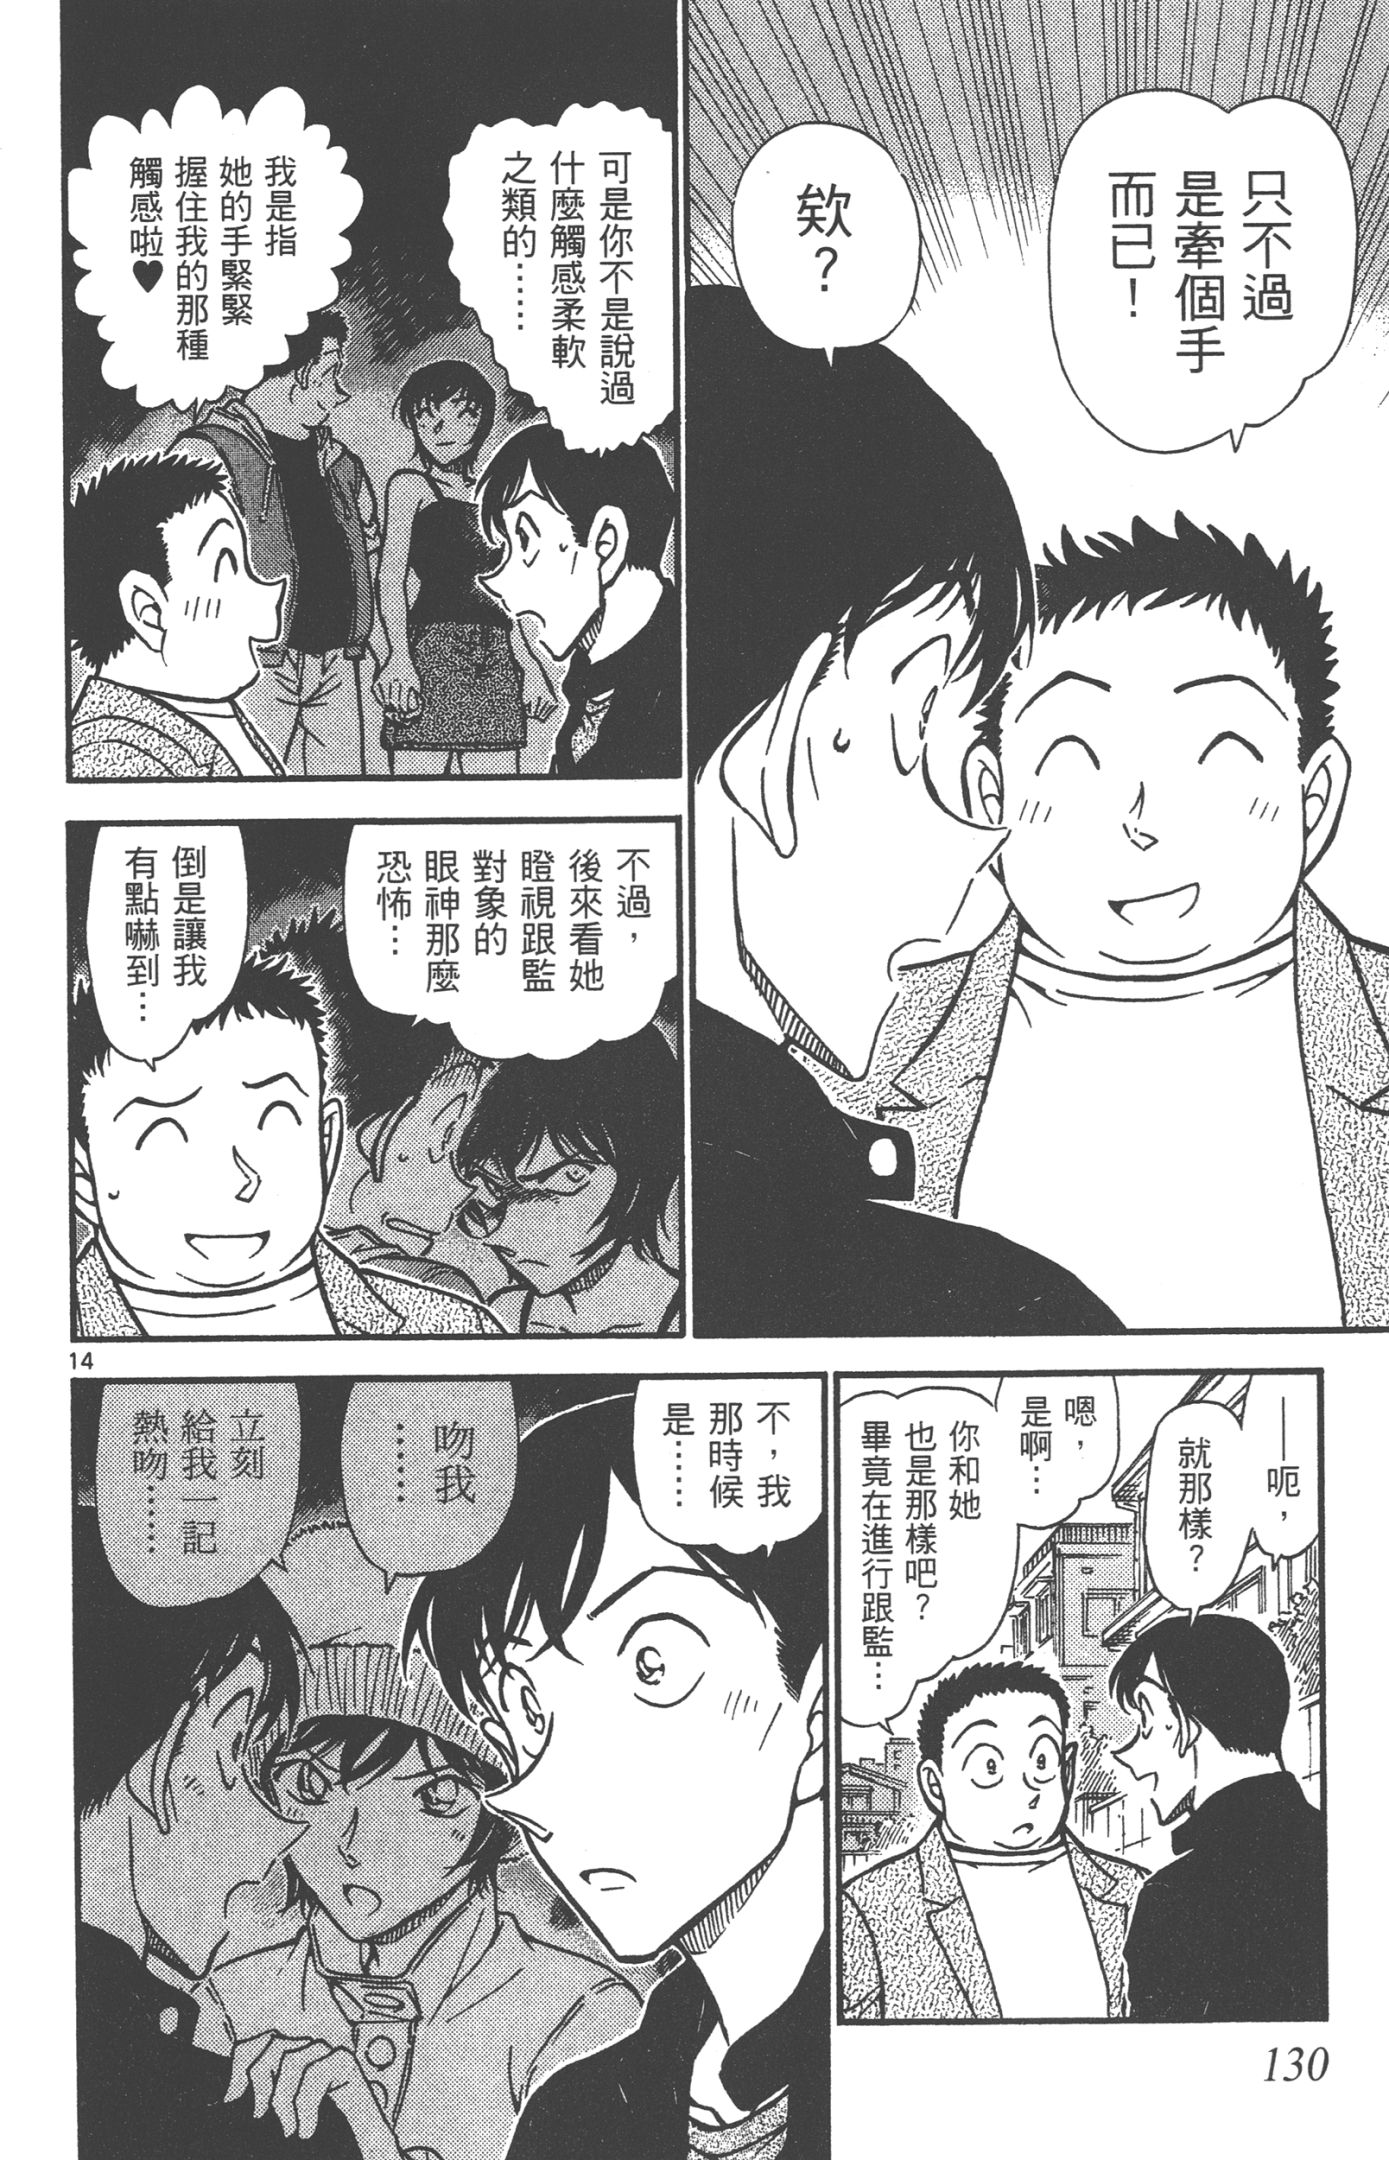 只不過
是牽個手
而已！
欸？
可是你不是說過
什麼觸感柔軟
之類的……
我是指
她的手緊緊
握住我的那種
觸感啦♥
不過，
後來看她
瞪視跟監
對象的
眼神那麼
恐怖…
倒是讓我
有點嚇到…
14
——呃，
就那樣？
嗯，
是啊…
你和她
也是那樣吧？
畢竟在進行跟監…
不，我
那時候
是……
吻我
……
立刻
給我一記
熱吻……
130